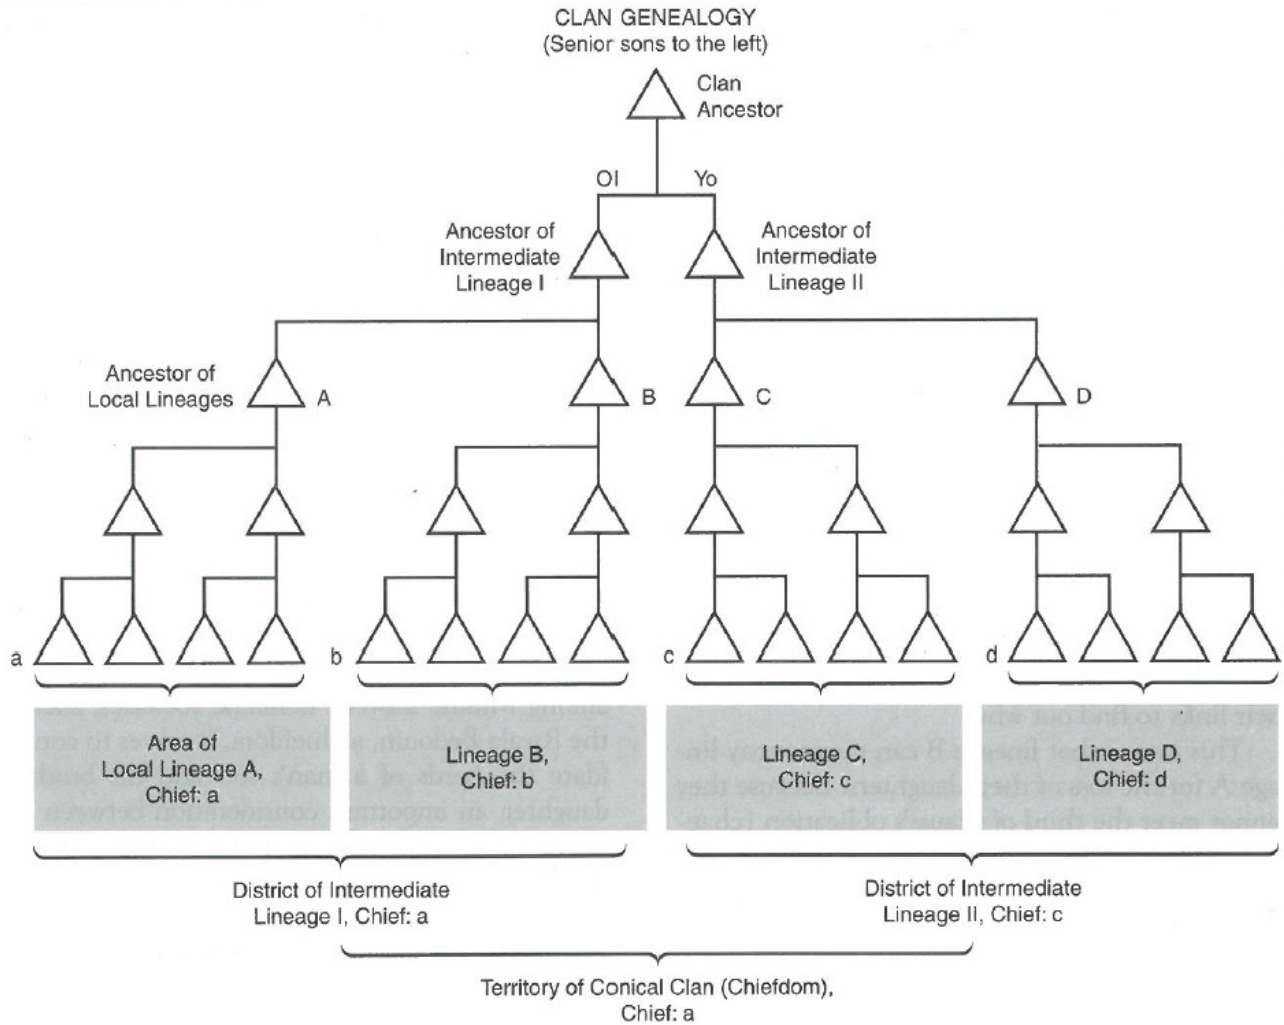 CLAN GENEALOGY
(Senior sons to the left)
Clan
Ancestor
Ol
Yo
Ancestor of
Intermediate
Lineage I
Ancestor of
Intermediate
Lineage II
Ancestor of
Local Lineages
A
B
C
D
a
b
c
d
Area of
Local Lineage A,
Chief: a
Lineage B,
Chief: b
Lineage C,
Chief: c
Lineage D,
Chief: d
District of Intermediate
Lineage I, Chief: a
District of Intermediate
Lineage II, Chief: c
Territory of Conical Clan (Chiefdom),
Chief: a